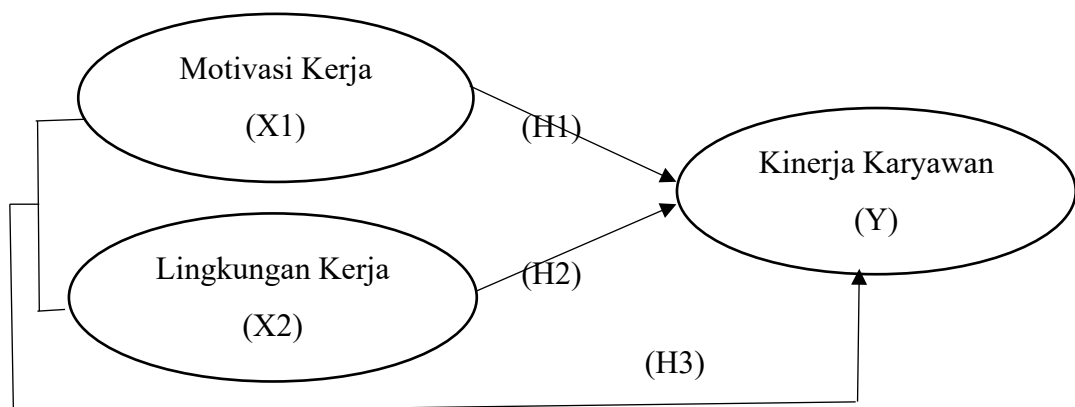 Motivasi Kerja
(X1)
(H1)
Kinerja Karyawan
(Y)
Lingkungan Kerja
(X2)
(H2)
(H3)